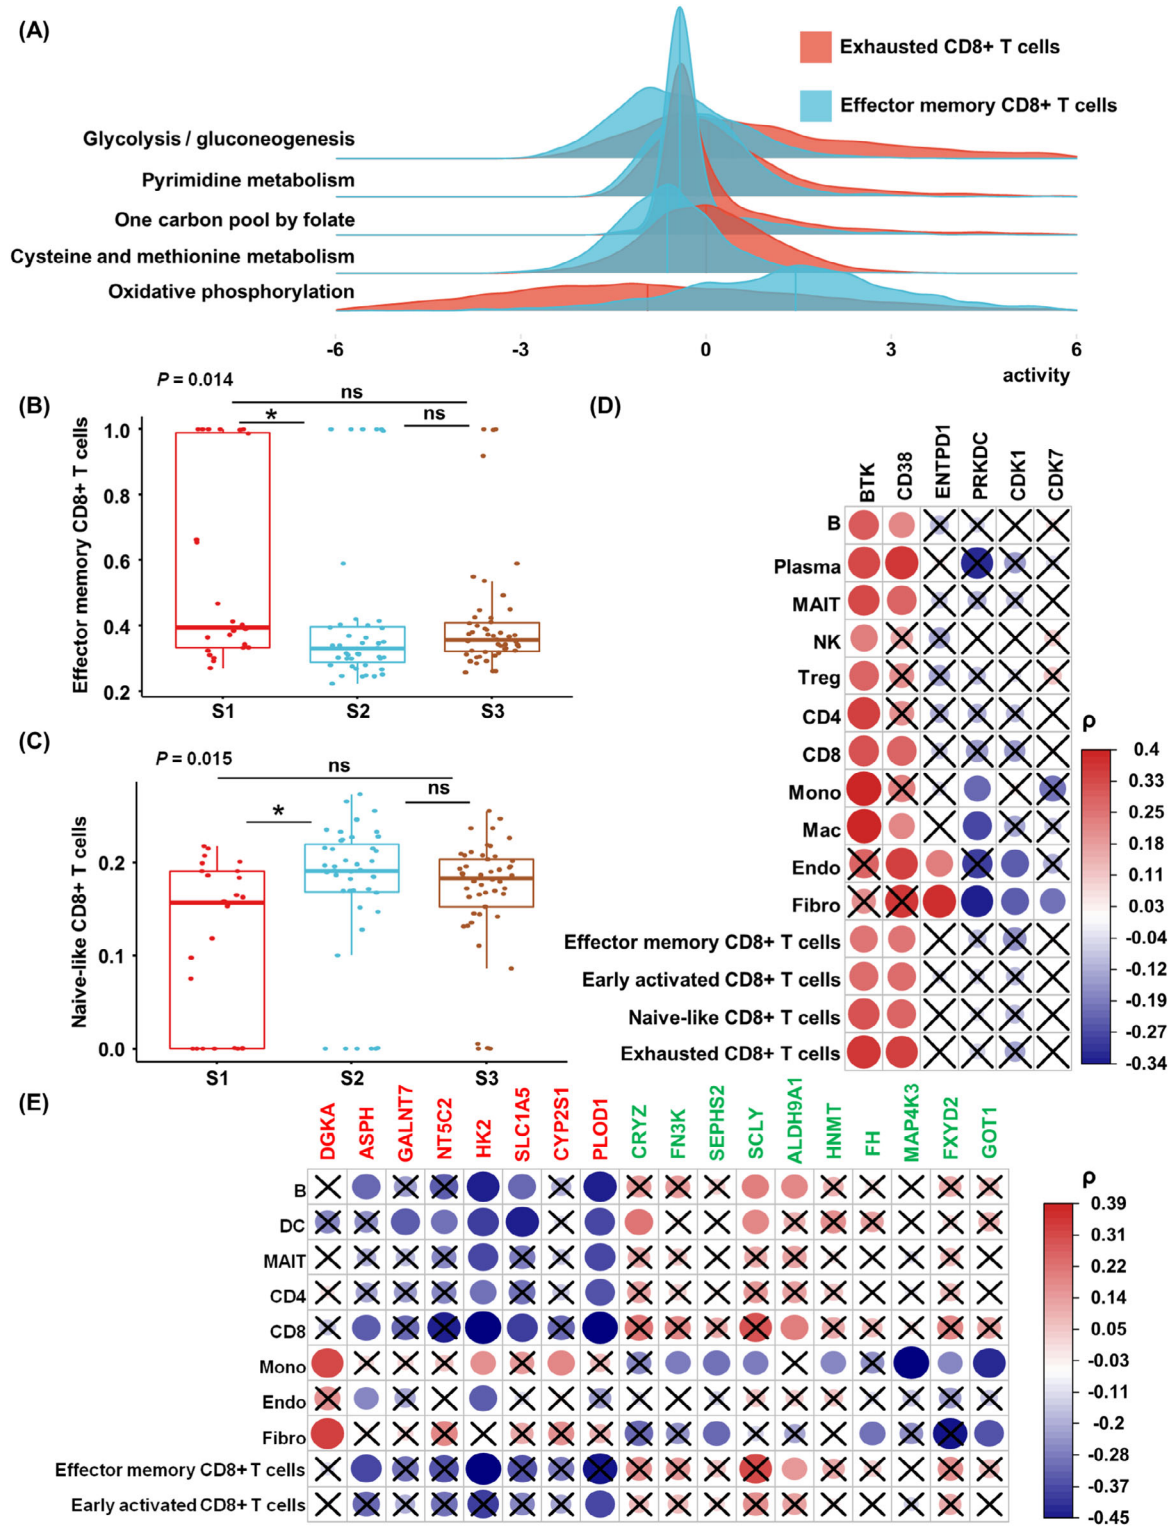 (A)
Exhausted CD8+ T cells
Effector memory CD8+ T cells
Glycolysis / gluconeogenesis
Pyrimidine metabolism
One carbon pool by folate
Cysteine and methionine metabolism
Oxidative phosphorylation
-6 -3 0 3 6
activity
(B)
P = 0.014
ns
*
ns
Effector memory CD8+ T cells
1.0
0.8
0.6
0.4
0.2
S1 S2 S3
(C)
P = 0.015
ns
*
ns
Naive-like CD8+ T cells
0.2
0.1
0.0
S1 S2 S3
(D)
BTK CD38 ENTPD1 PRKDC CDK1 CDK7
B
Plasma
MAIT
NK
Treg
CD4
CD8
Mono
Mac
Endo
Fibro
Effector memory CD8+ T cells
Early activated CD8+ T cells
Naive-like CD8+ T cells
Exhausted CD8+ T cells
ρ
0.4
0.33
0.25
0.18
0.11
0.03
-0.04
-0.12
-0.19
-0.27
-0.34
(E)
DGKA ASPH GALNT7 NT5C2 HK2 SLC1A5 CYP2S1 PLOD1 CRYZ FN3K SEPHS2 SCLY ALDH9A1 HNMT FH MAP4K3 FXYD2 GOT1
B
DC
MAIT
CD4
CD8
Mono
Endo
Fibro
Effector memory CD8+ T cells
Early activated CD8+ T cells
ρ
0.39
0.31
0.22
0.14
0.05
-0.03
-0.11
-0.2
-0.28
-0.37
-0.45